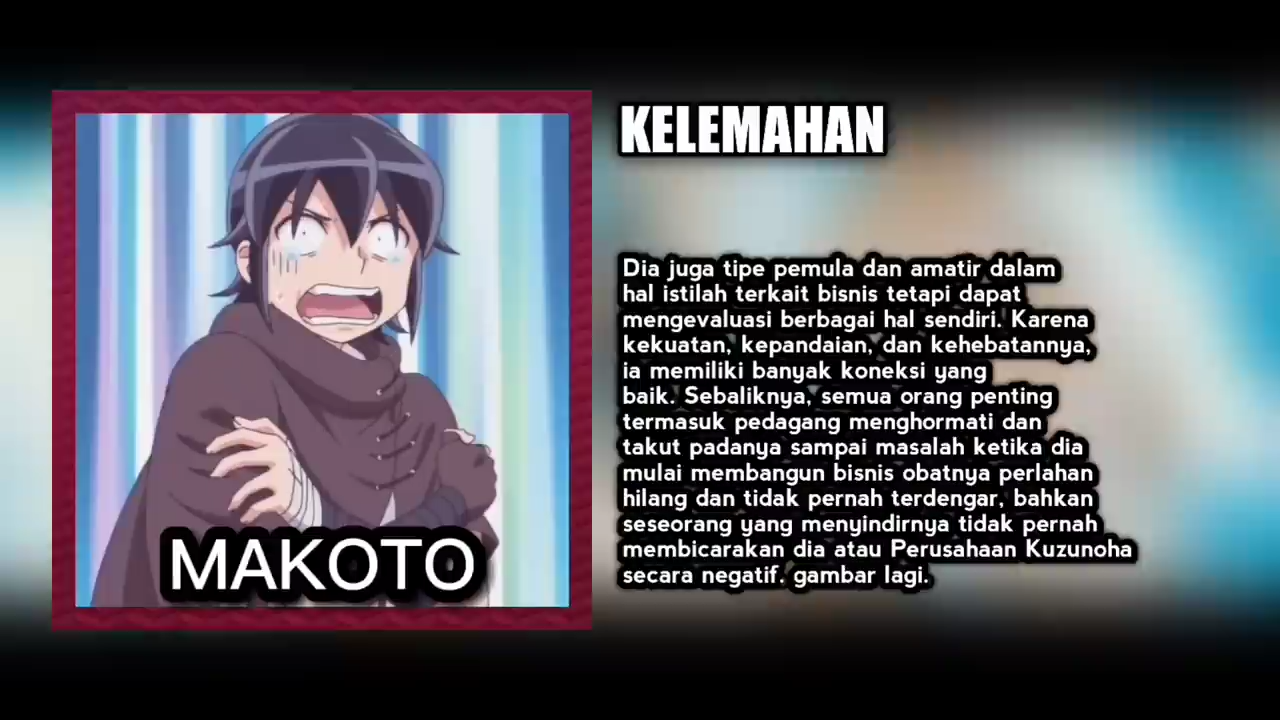 KELEMAHAN
Dia juga tipe pemula dan amatir dalam
hal istilah terkait bisnis tetapi dapat
mengevaluasi berbagai hal sendiri. Karena
kekuatan, kepandaian, dan kehebatannya,
ia memiliki banyak koneksi yang
baik. Sebaliknya, semua orang penting
termasuk pedagang menghormati dan
takut padanya sampai masalah ketika dia
mulai membangun bisnis obatnya perlahan
hilang dan tidak pernah terdengar, bahkan
seseorang yang menyindirnya tidak pernah
membicarakan dia atau Perusahaan Kuzunoha
secara negatif. gambar lagi.
MAKOTO